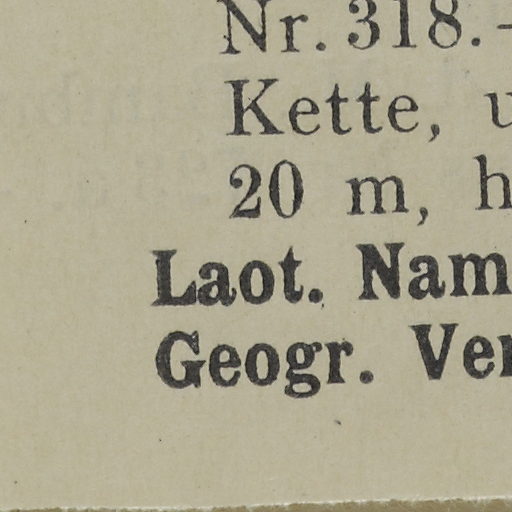 Nr. 318.-
Kette, u
20 m, h
Laot. Nam
Geogr. Ver